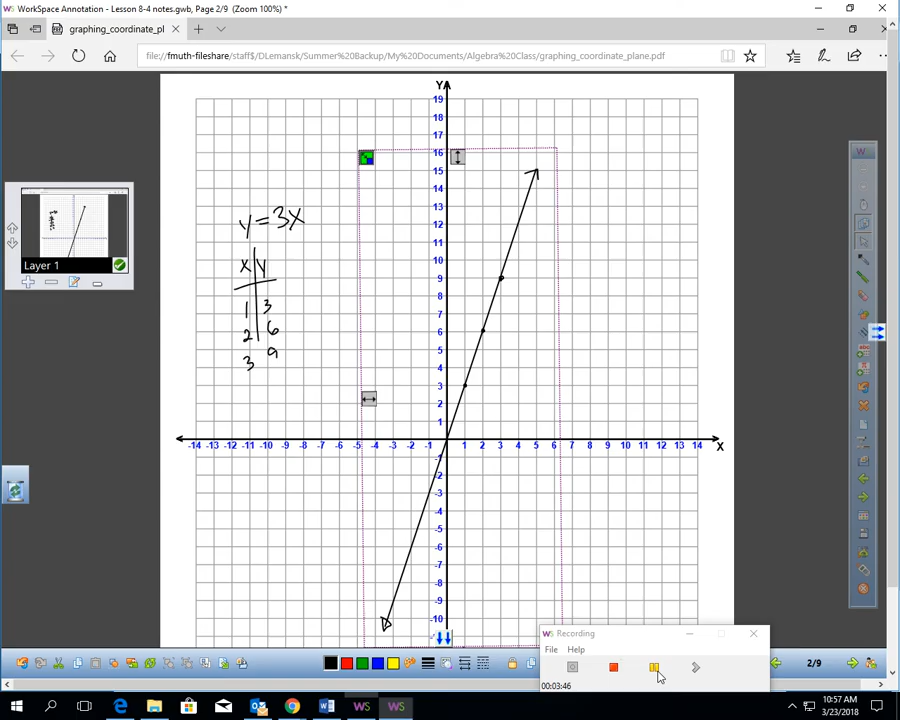 WS WorkSpace Annotation - Lesson 8-4 notes.gwb, Page 2/9 (Zoom 100%) *
graphing_coordinate_pl
file://fmuth-fileshare/staff$/DLemansk/Summer%20Backup/My%20Documents/Algebra%20Class/graphing_coordinate_plane.pdf
Y
19
18
17
16
15
14
13
12
11
10
9
8
7
6
5
4
3
2
1
-14 -13 -12 -11 -10 -9 -8 -7 -6 -5 -4 -3 -2 -1 1 2 3 4 5 6 7 8 9 10 11 12 13 14 X
-1
-2
-3
-4
-5
-6
-7
-8
-9
-10
y = 3x
x y
1 3
2 6
3 9
Layer 1
W
WS Recording
File Help
00:03:46
2/9
10:57 AM
3/23/2018